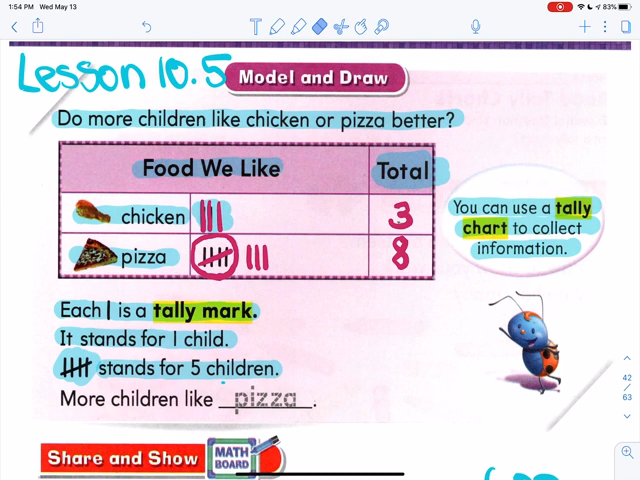 1:54 PM Wed May 13
83%
Lesson 10.5 Model and Draw
Do more children like chicken or pizza better?
Food We Like Total
chicken 3
pizza 8
You can use a tally
chart to collect
information.
Each | is a tally mark.
It stands for 1 child.
stands for 5 children.
More children like pizza.
42
63
Share and Show MATH BOARD